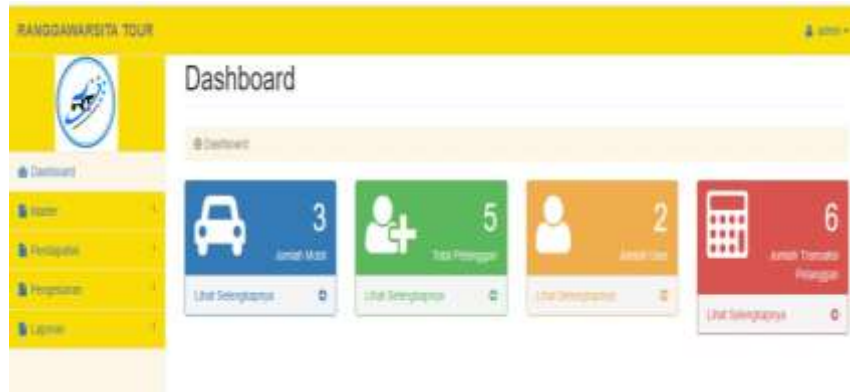 RANGGAWARSITA TOUR
admin
Dashboard
Dashboard
Dashboard
Master
Pendapatan
Pengeluaran
Laporan
3
Jumlah Mobil
Lihat Selengkapnya
5
Total Pelanggan
Lihat Selengkapnya
2
Jumlah User
Lihat Selengkapnya
6
Jumlah Transaksi
Pelanggan
Lihat Selengkapnya